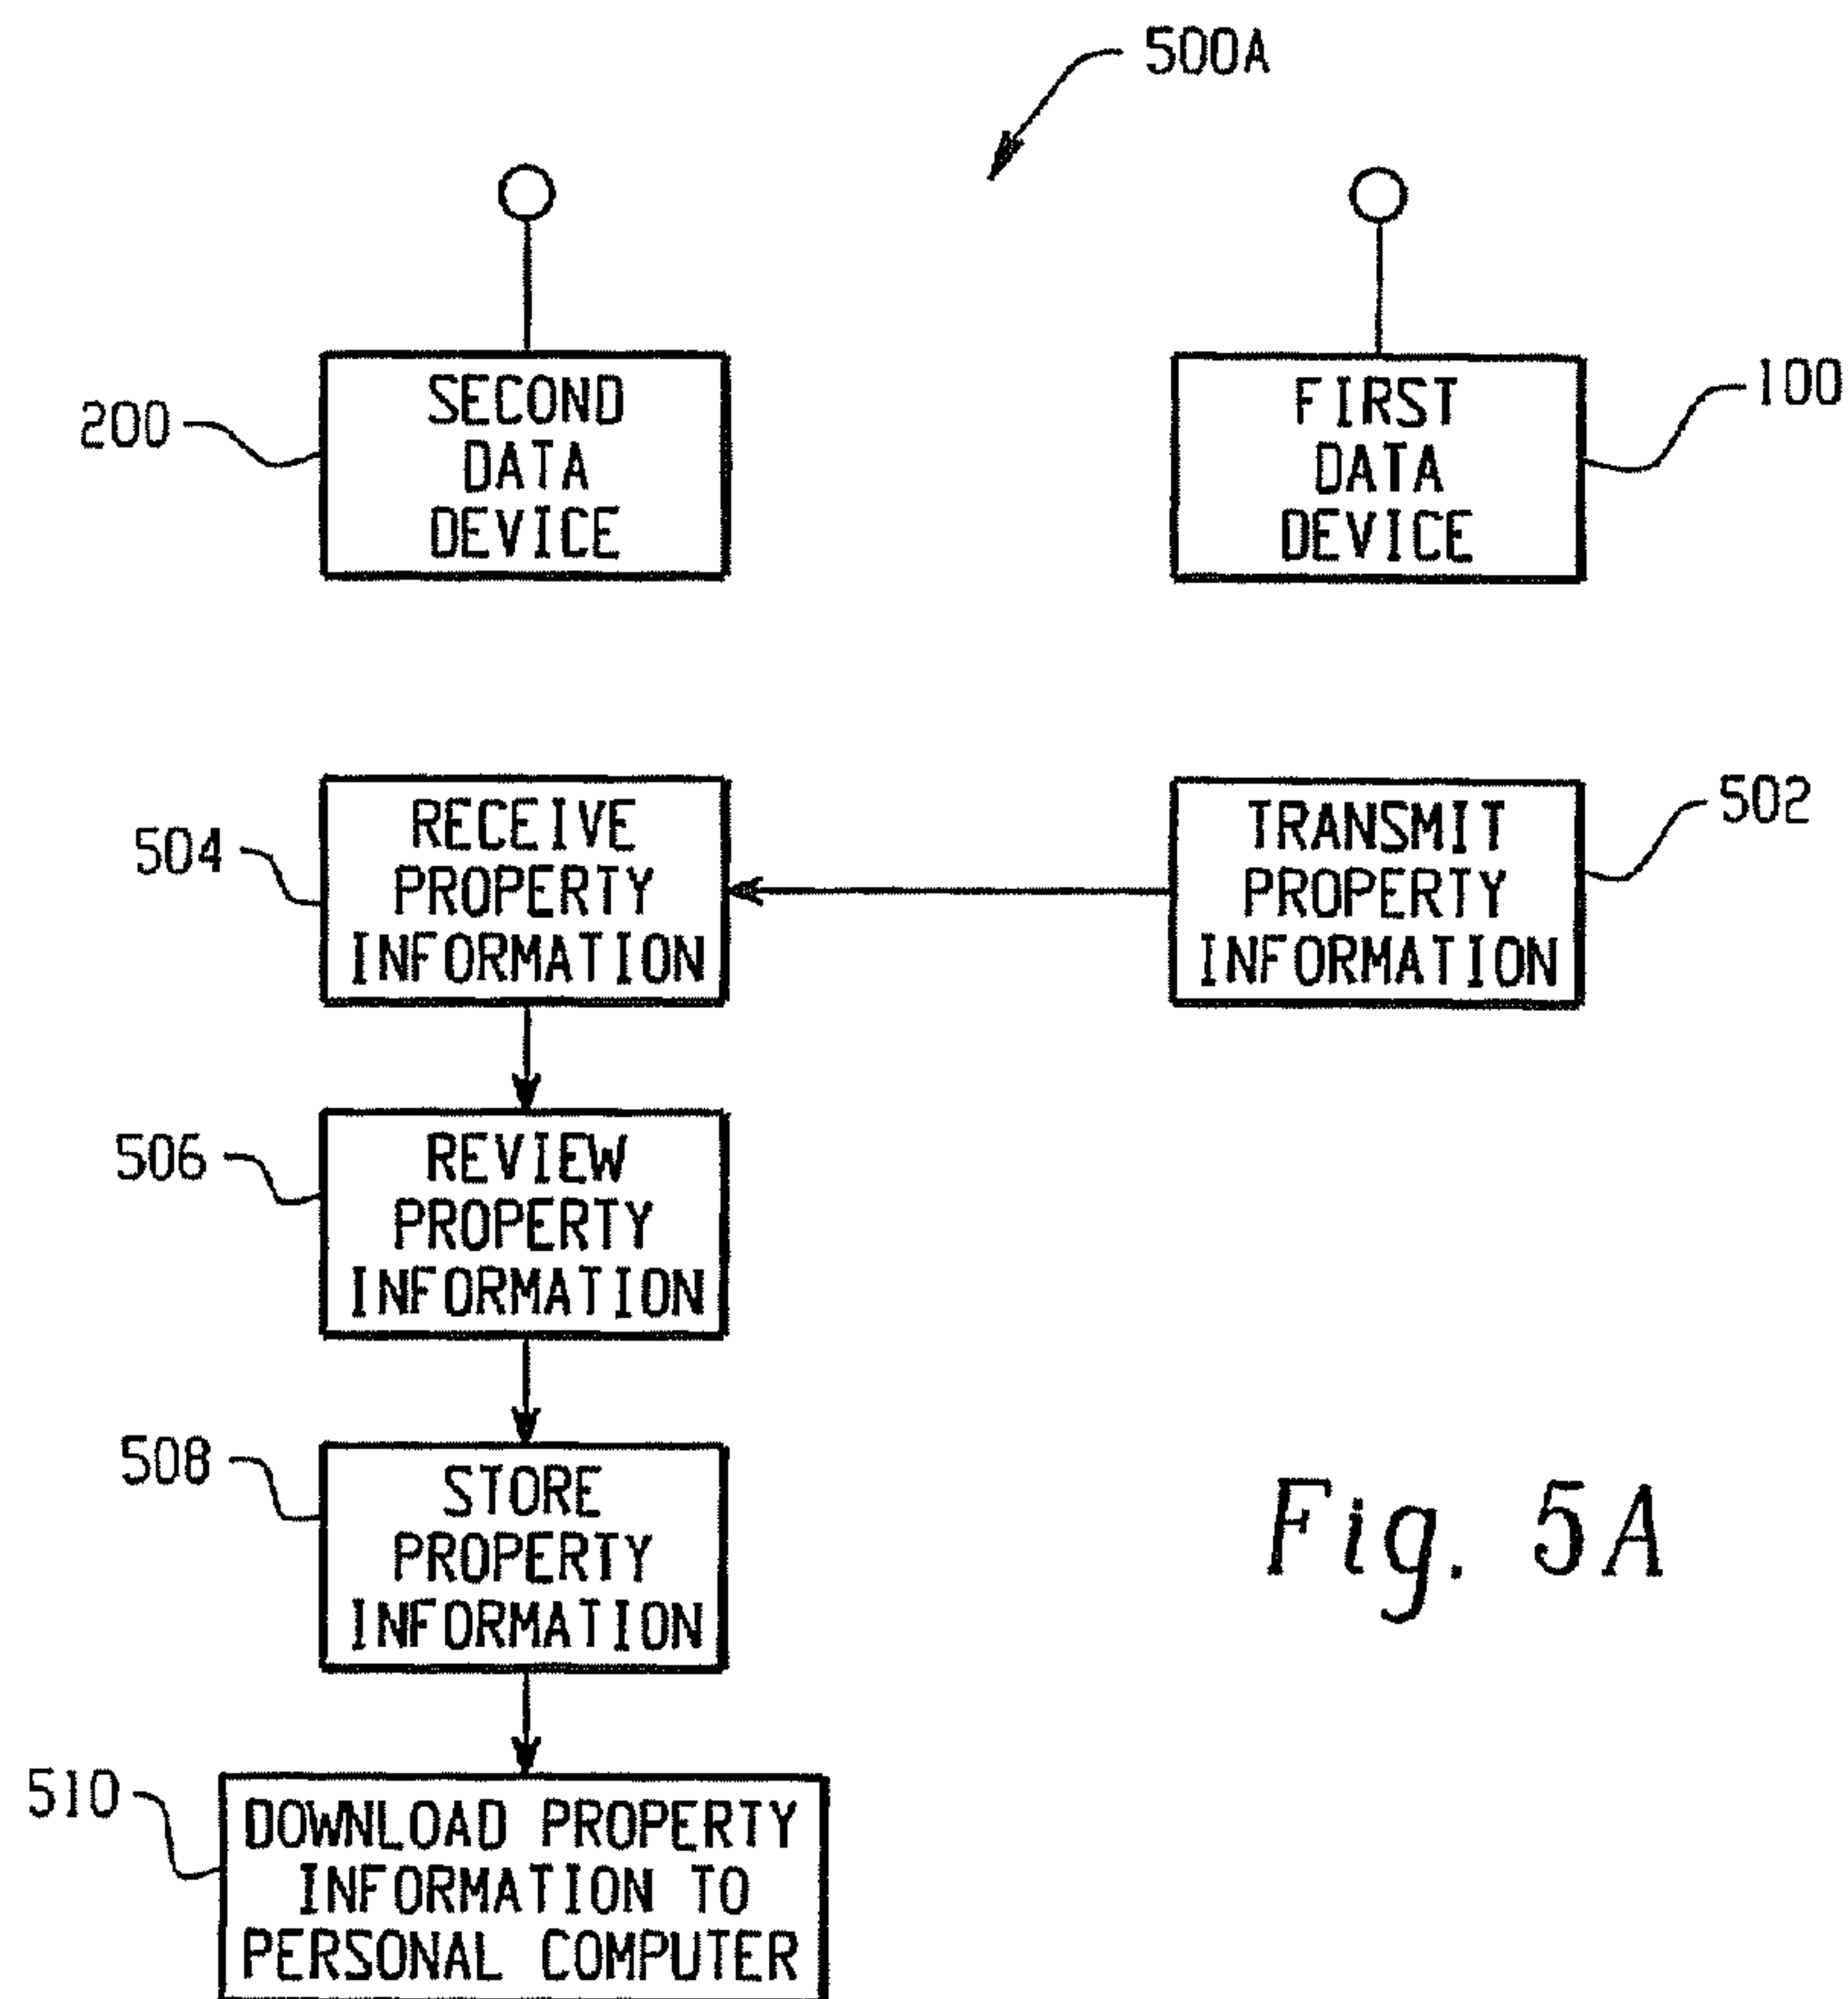 500A
SECOND
DATA
DEVICE
200
FIRST
DATA
DEVICE
100
RECEIVE
PROPERTY
INFORMATION
504
TRANSMIT
PROPERTY
INFORMATION
502
REVIEW
PROPERTY
INFORMATION
506
STORE
PROPERTY
INFORMATION
508
Fig. 5A
DOWNLOAD PROPERTY
INFORMATION TO
PERSONAL COMPUTER
510